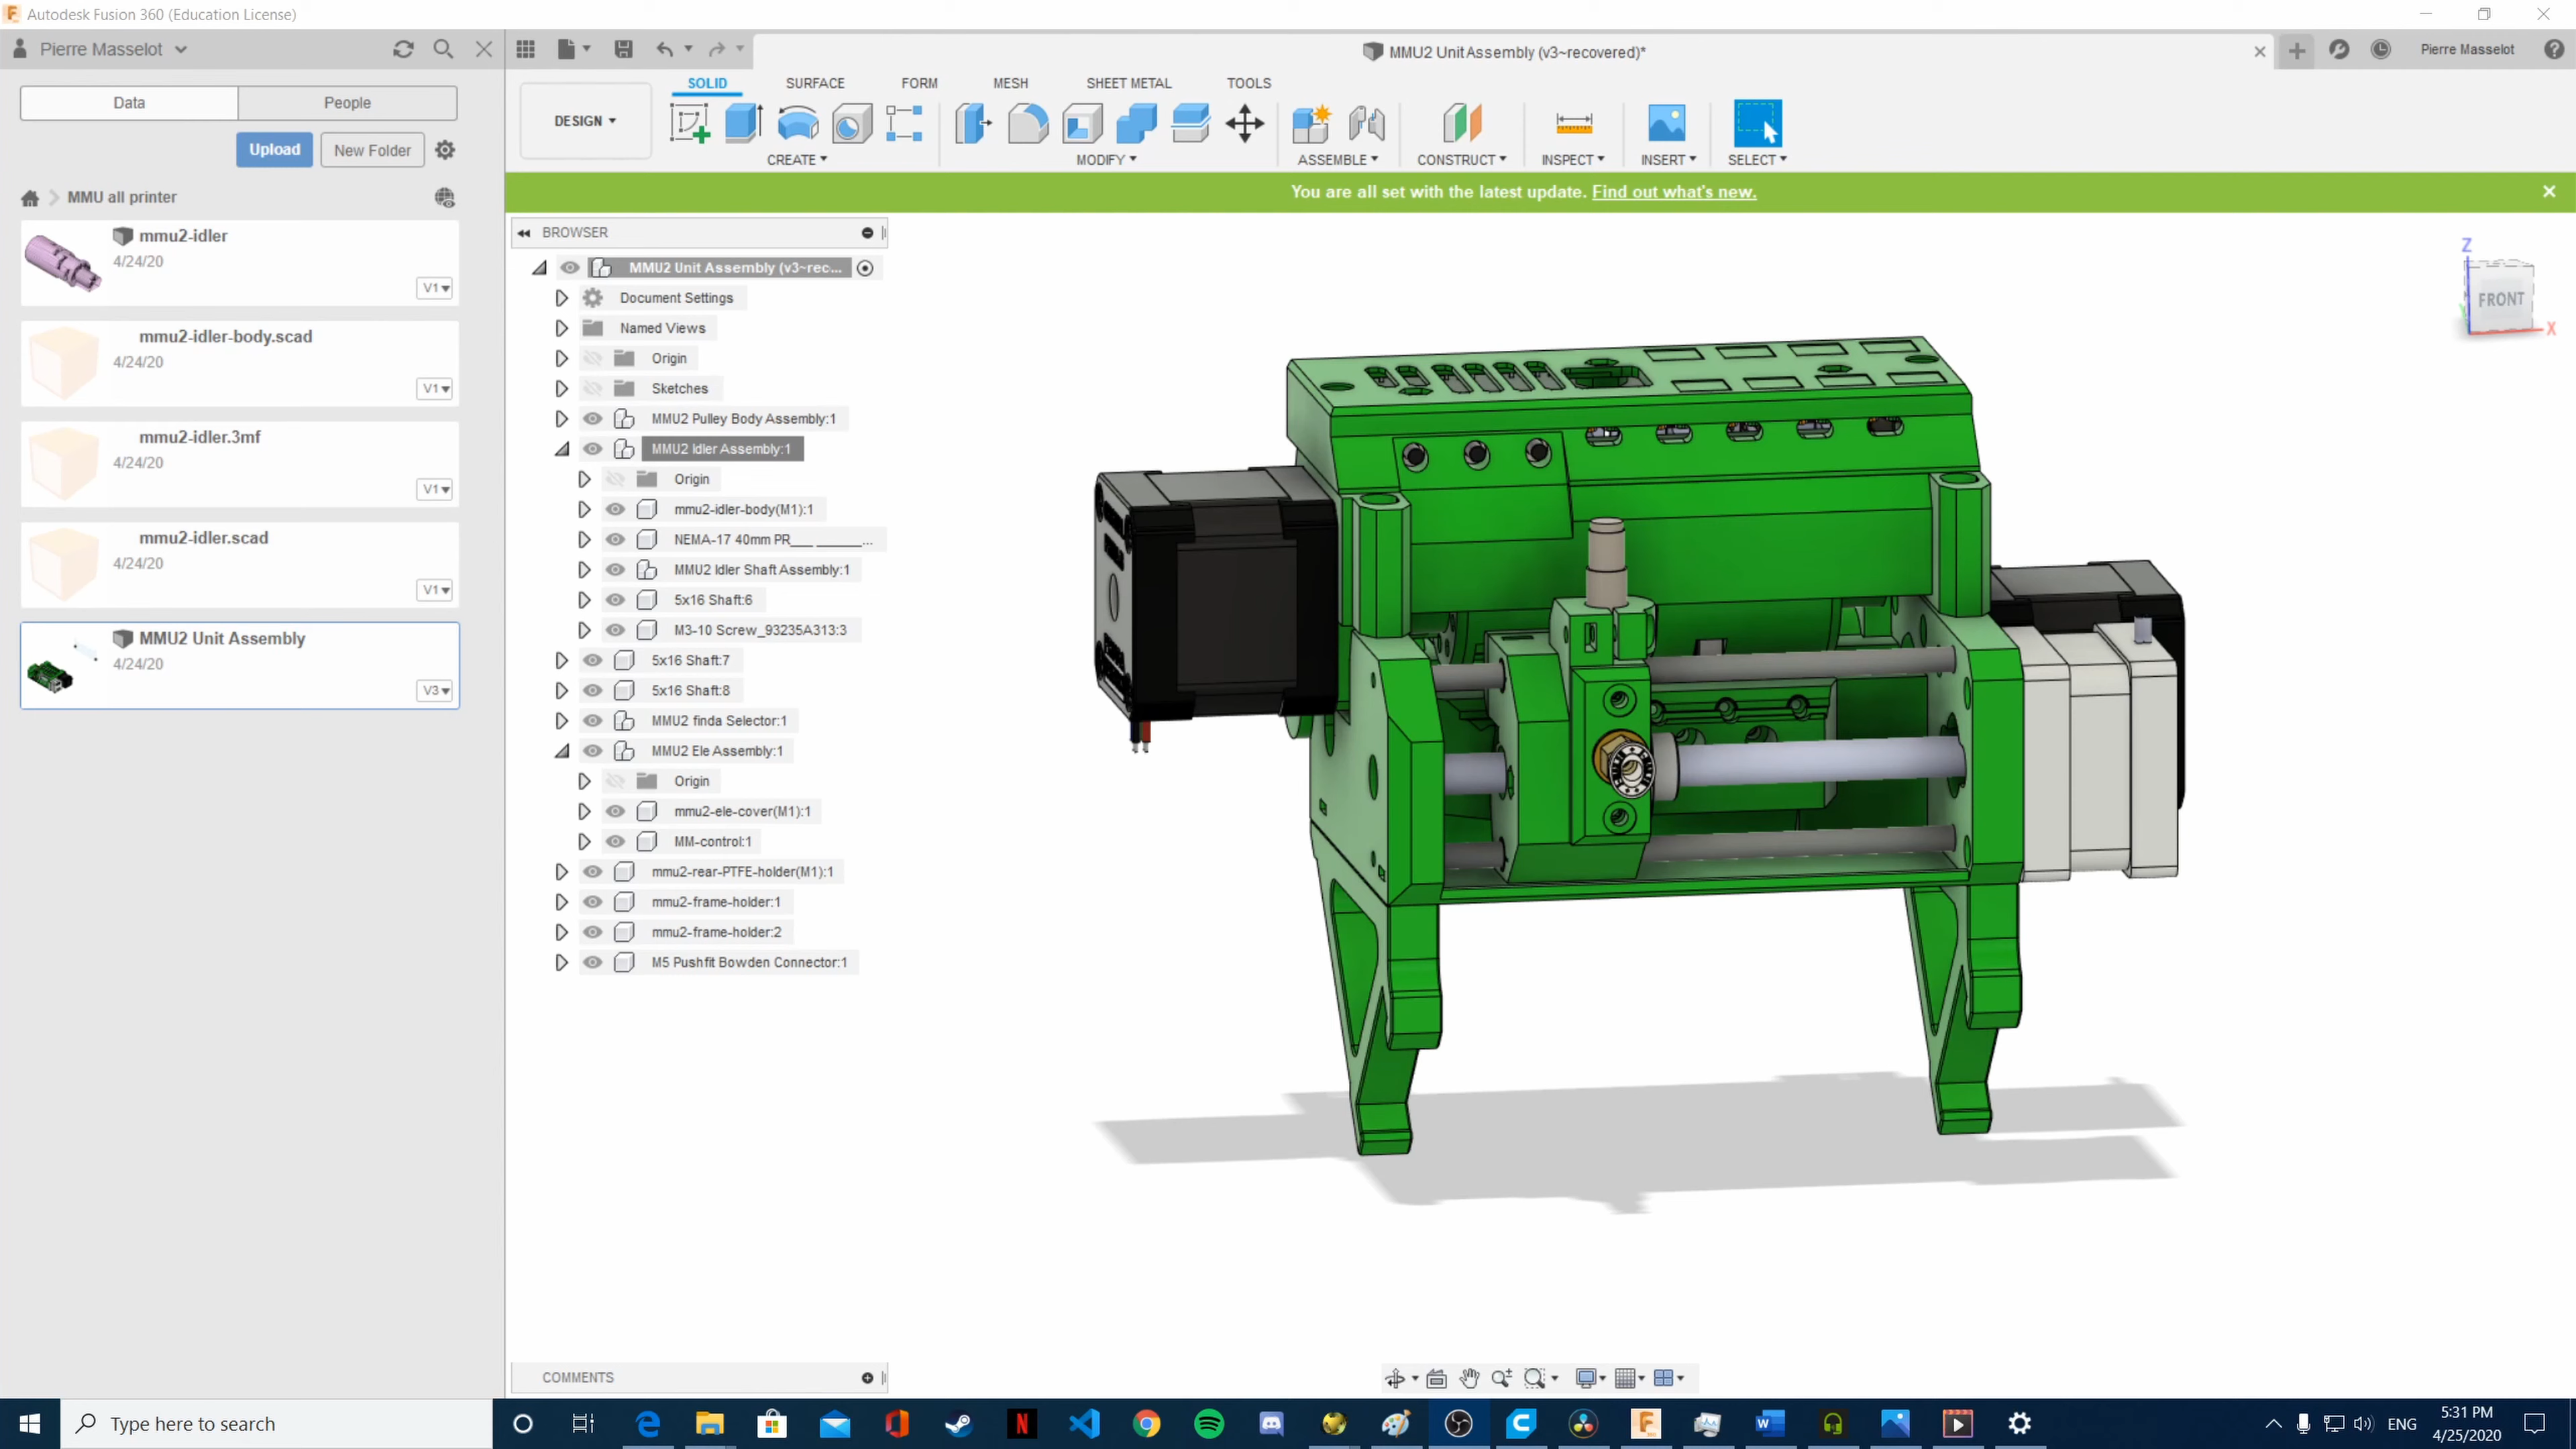 Autodesk Fusion 360 (Education License)
Pierre Masselot
MMU2 Unit Assembly (v3~recovered)*
Pierre Masselot
Data
People
Upload
New Folder
MMU all printer
mmu2-idler
4/24/20
V1
mmu2-idler-body.scad
4/24/20
V1
mmu2-idler.3mf
4/24/20
V1
mmu2-idler.scad
4/24/20
V1
MMU2 Unit Assembly
4/24/20
V3
SOLID SURFACE FORM MESH SHEET METAL TOOLS
DESIGN
CREATE MODIFY ASSEMBLE CONSTRUCT INSPECT INSERT SELECT
You are all set with the latest update. Find out what's new.
BROWSER
MMU2 Unit Assembly (v3~rec...
Document Settings
Named Views
Origin
Sketches
MMU2 Pulley Body Assembly:1
MMU2 Idler Assembly:1
Origin
mmu2-idler-body(M1):1
NEMA-17 40mm PR___ ______...
MMU2 Idler Shaft Assembly:1
5x16 Shaft:6
M3-10 Screw_93235A313:3
5x16 Shaft:7
5x16 Shaft:8
MMU2 finda Selector:1
MMU2 Ele Assembly:1
Origin
mmu2-ele-cover(M1):1
MM-control:1
mmu2-rear-PTFE-holder(M1):1
mmu2-frame-holder:1
mmu2-frame-holder:2
M5 Pushfit Bowden Connector:1
Z
FRONT
X
COMMENTS
Type here to search
ENG
5:31 PM
4/25/2020